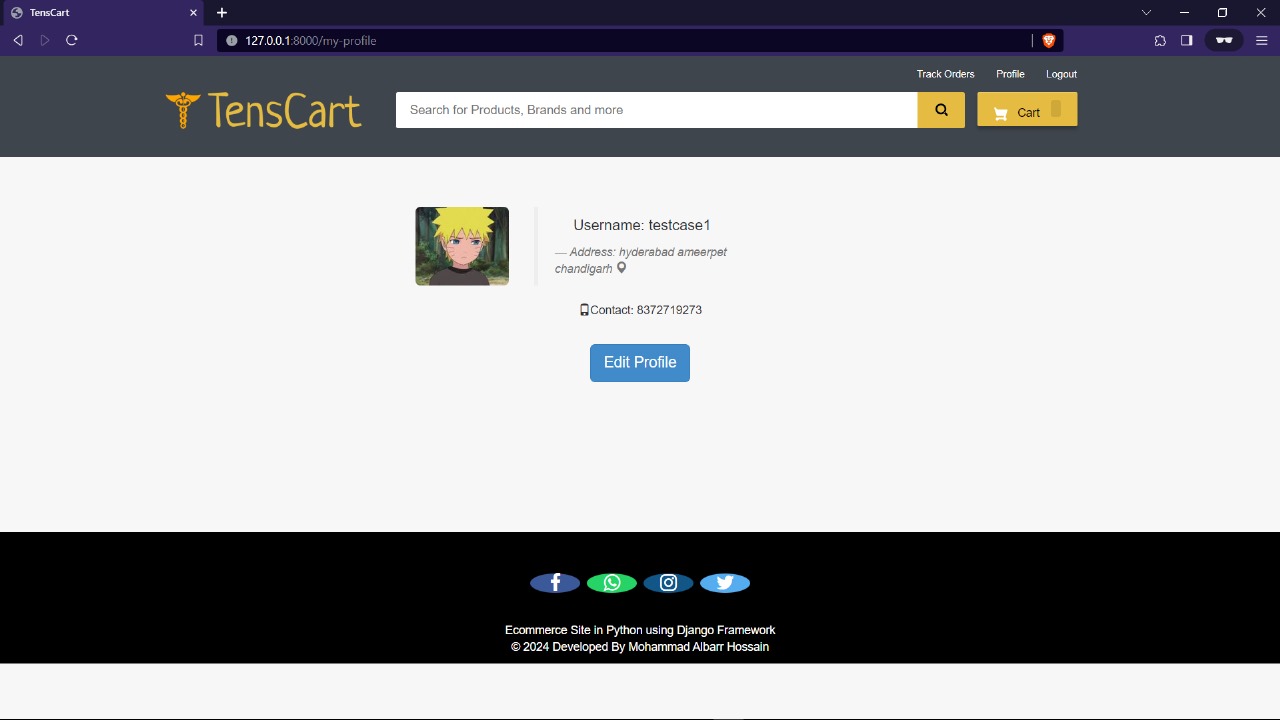 TensCart
127.0.0.1:8000/my-profile
Track Orders Profile Logout
TensCart
Search for Products, Brands and more
Cart
Username: testcase1
— Address: hyderabad ameerpet
chandigarh
Contact: 8372719273
Edit Profile
Ecommerce Site in Python using Django Framework
© 2024 Developed By Mohammad Albarr Hossain